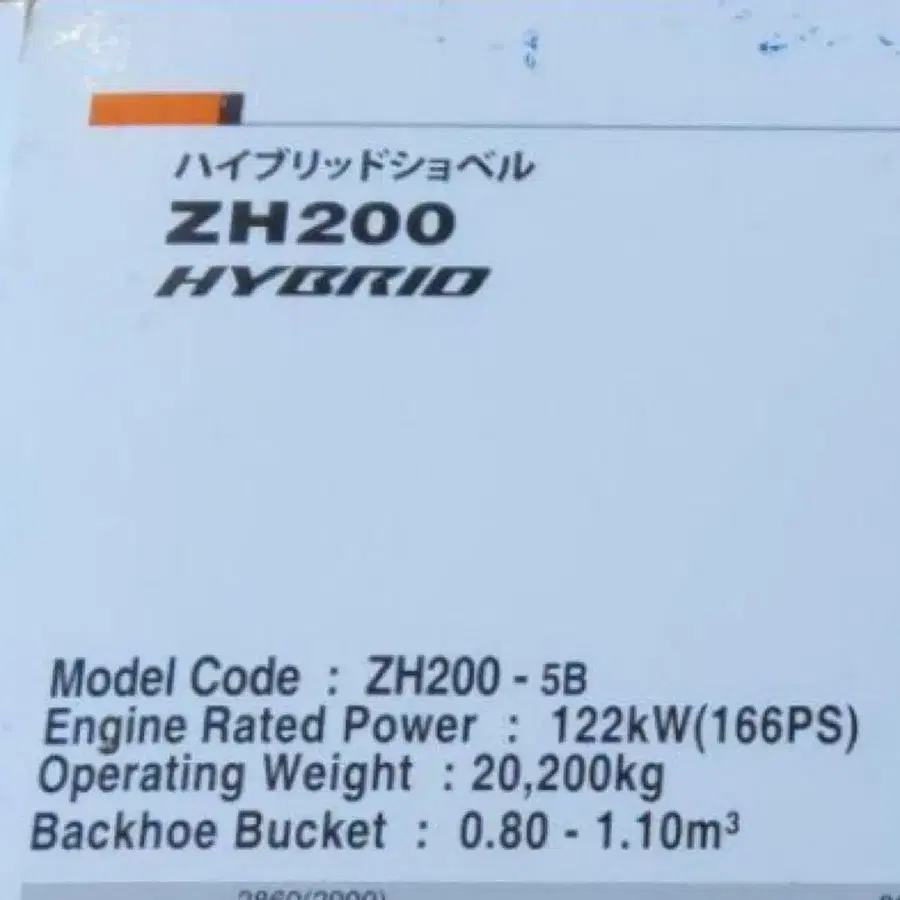 ハイブリッドショベル
ZH200
HYBRID
Model Code : ZH200 - 5B
Engine Rated Power : 122kW(166PS)
Operating Weight : 20,200kg
Backhoe Bucket : 0.80 - 1.10m³